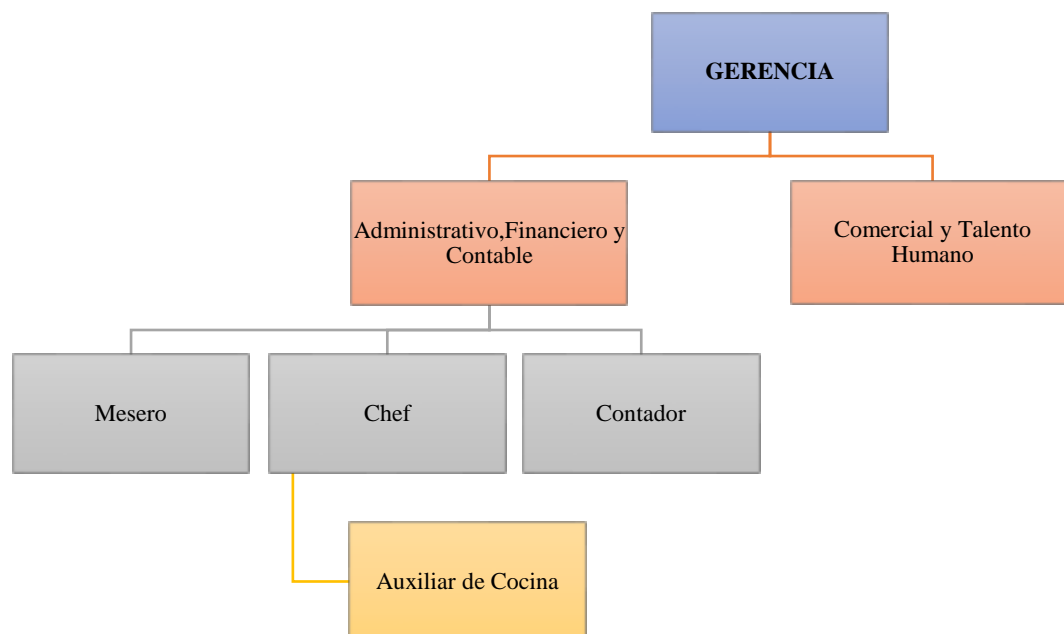 GERENCIA
Administrativo,Financiero y
Contable
Comercial y Talento
Humano
Mesero
Chef
Contador
Auxiliar de Cocina